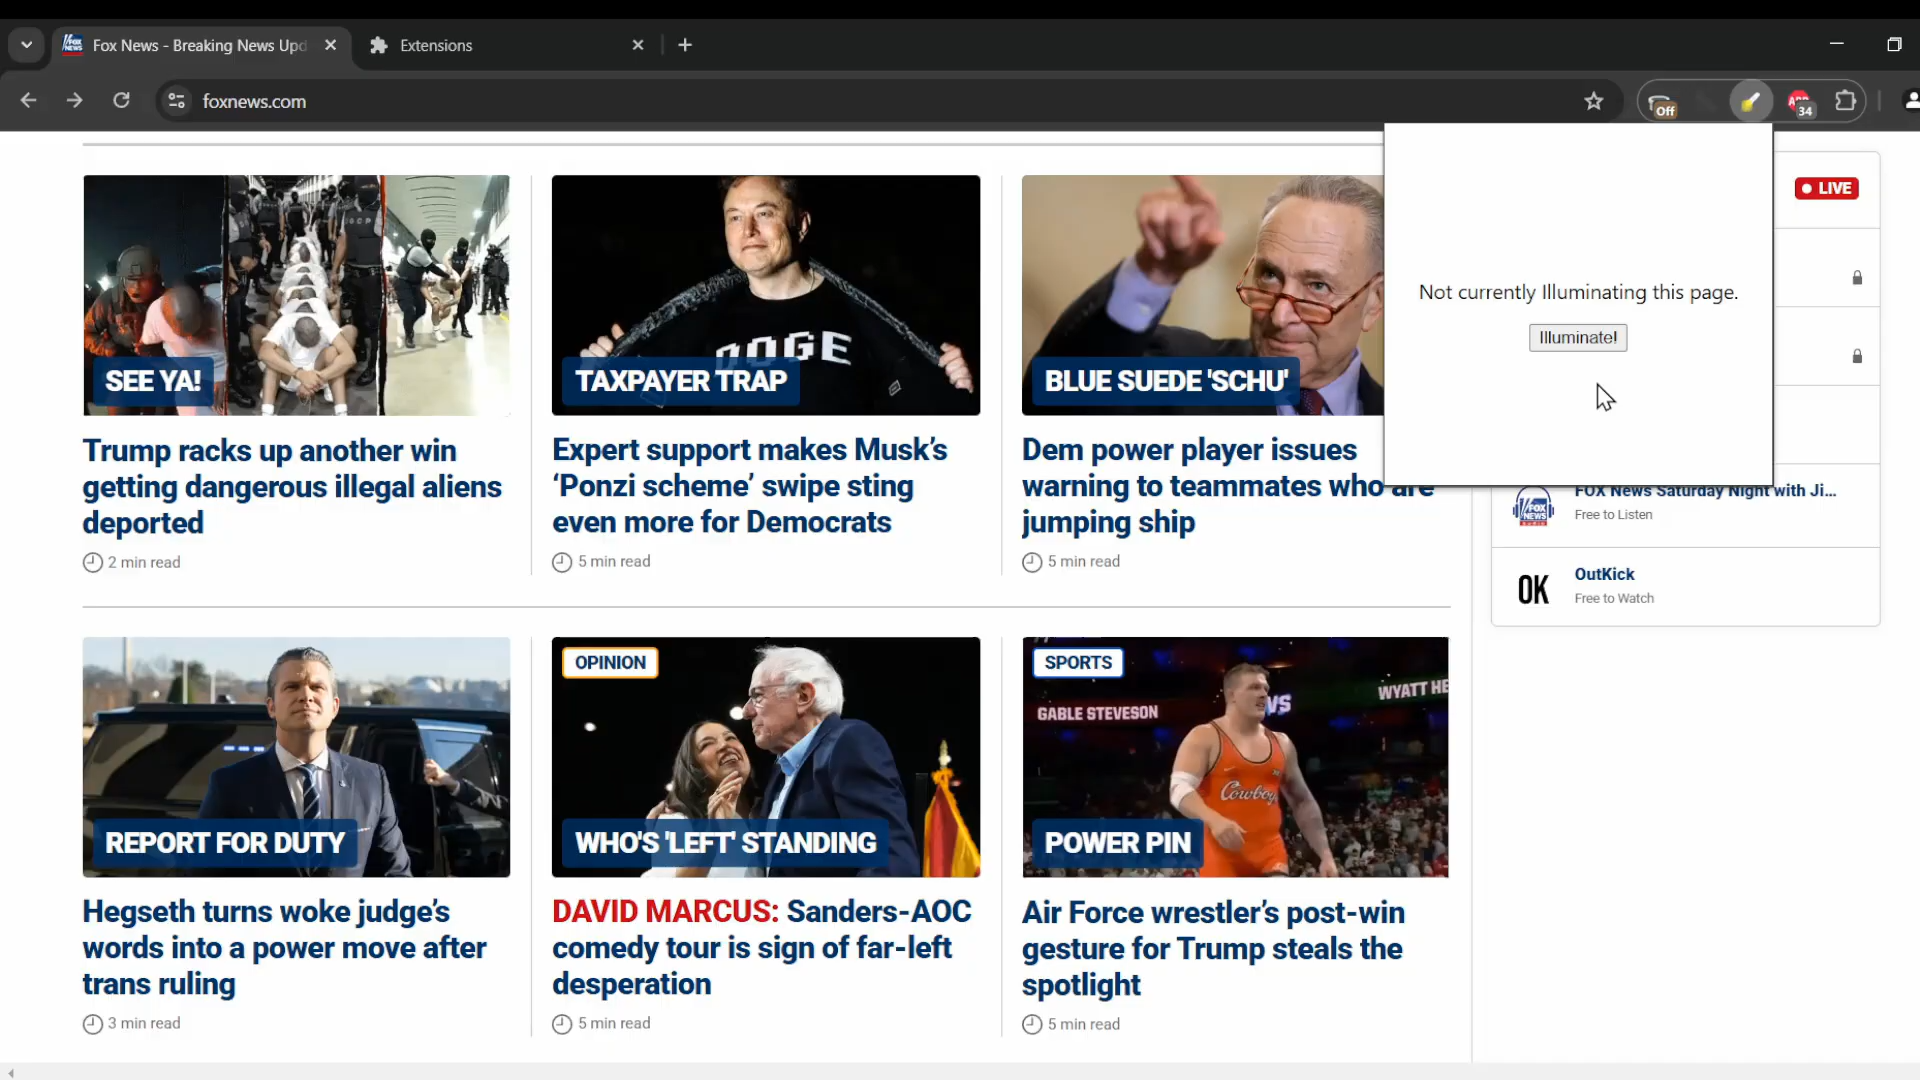 Fox News - Breaking News Upd
Extensions
foxnews.com
Off
34
LIVE
Not currently Illuminating this page.
Illuminate!
DOGE
SEE YA!
TAXPAYER TRAP
BLUE SUEDE 'SCHU'
Trump racks up another win
getting dangerous illegal aliens
deported
2 min read
Expert support makes Musk's
'Ponzi scheme' swipe sting
even more for Democrats
5 min read
Dem power player issues
warning to teammates who are
jumping ship
5 min read
FOX News Saturday Night with Ji...
Free to Listen
OK
OutKick
Free to Watch
REPORT FOR DUTY
OPINION
WHO'S 'LEFT' STANDING
SPORTS
GABLE STEVESON
VS
WYATT HE
Cowboys
POWER PIN
Hegseth turns woke judge's
words into a power move after
trans ruling
3 min read
DAVID MARCUS: Sanders-AOC
comedy tour is sign of far-left
desperation
5 min read
Air Force wrestler's post-win
gesture for Trump steals the
spotlight
5 min read